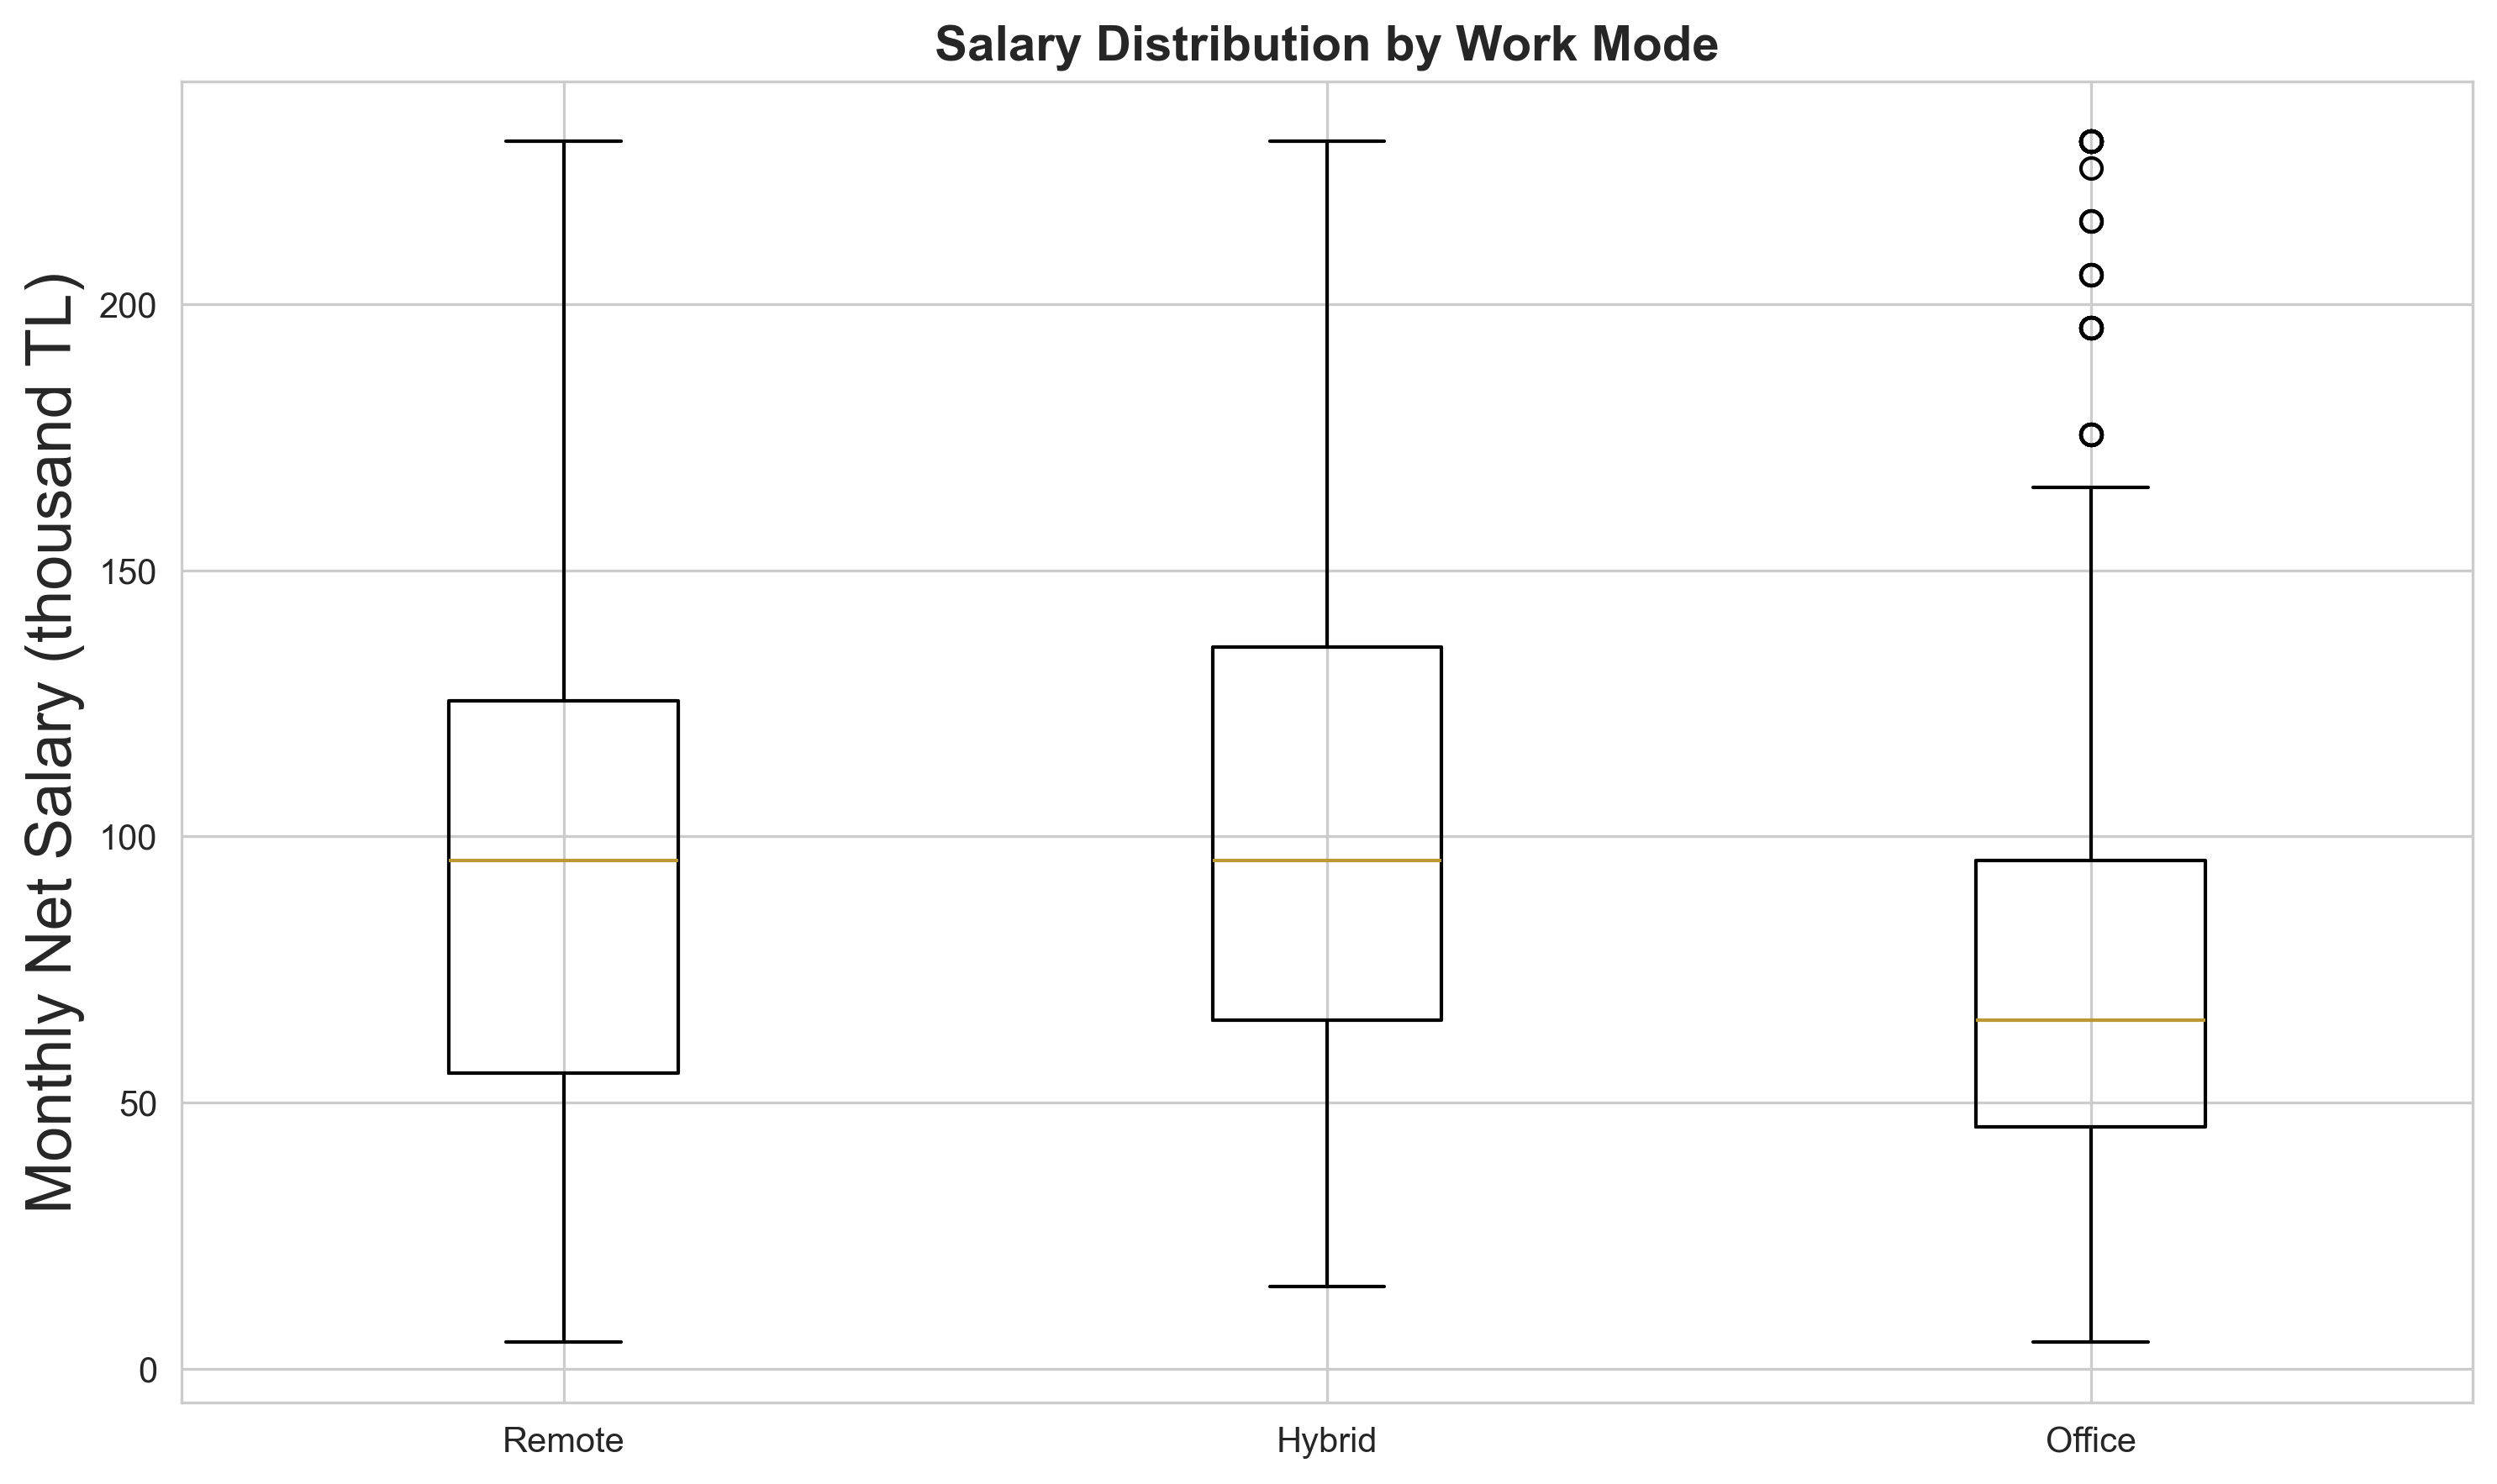 Salary Distribution by Work Mode
Monthly Net Salary (thousand TL)
200
150
100
50
0
Remote
Hybrid
Office